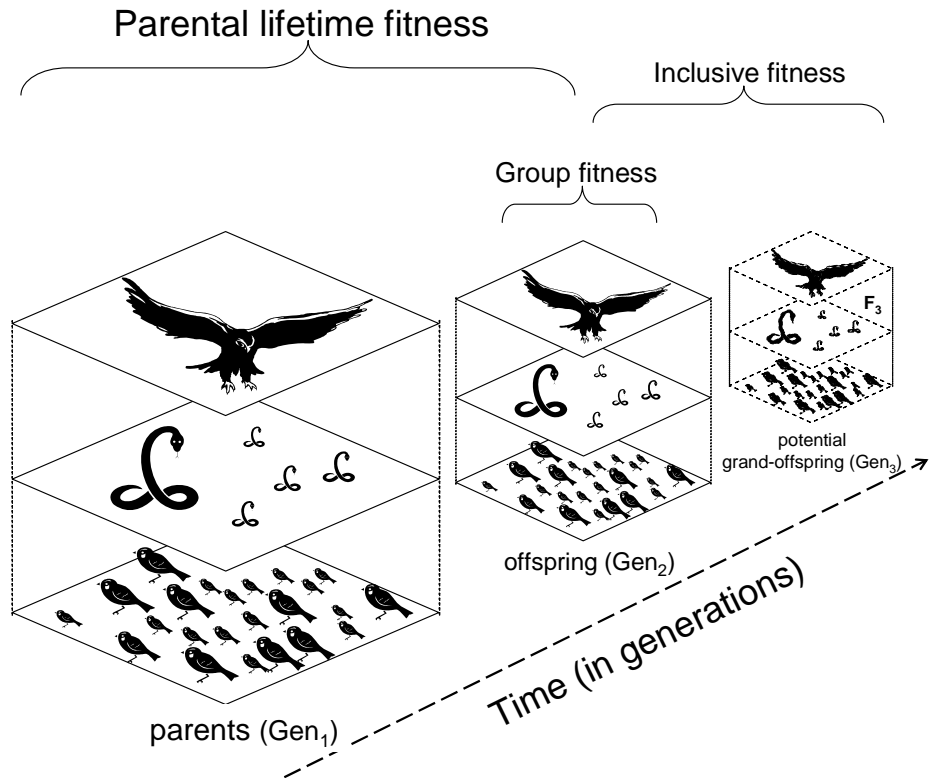 Parental lifetime fitness
Inclusive fitness
Group fitness
F₃
potential
grand-offspring (Gen₃)
offspring (Gen₂)
Time (in generations)
parents (Gen₁)